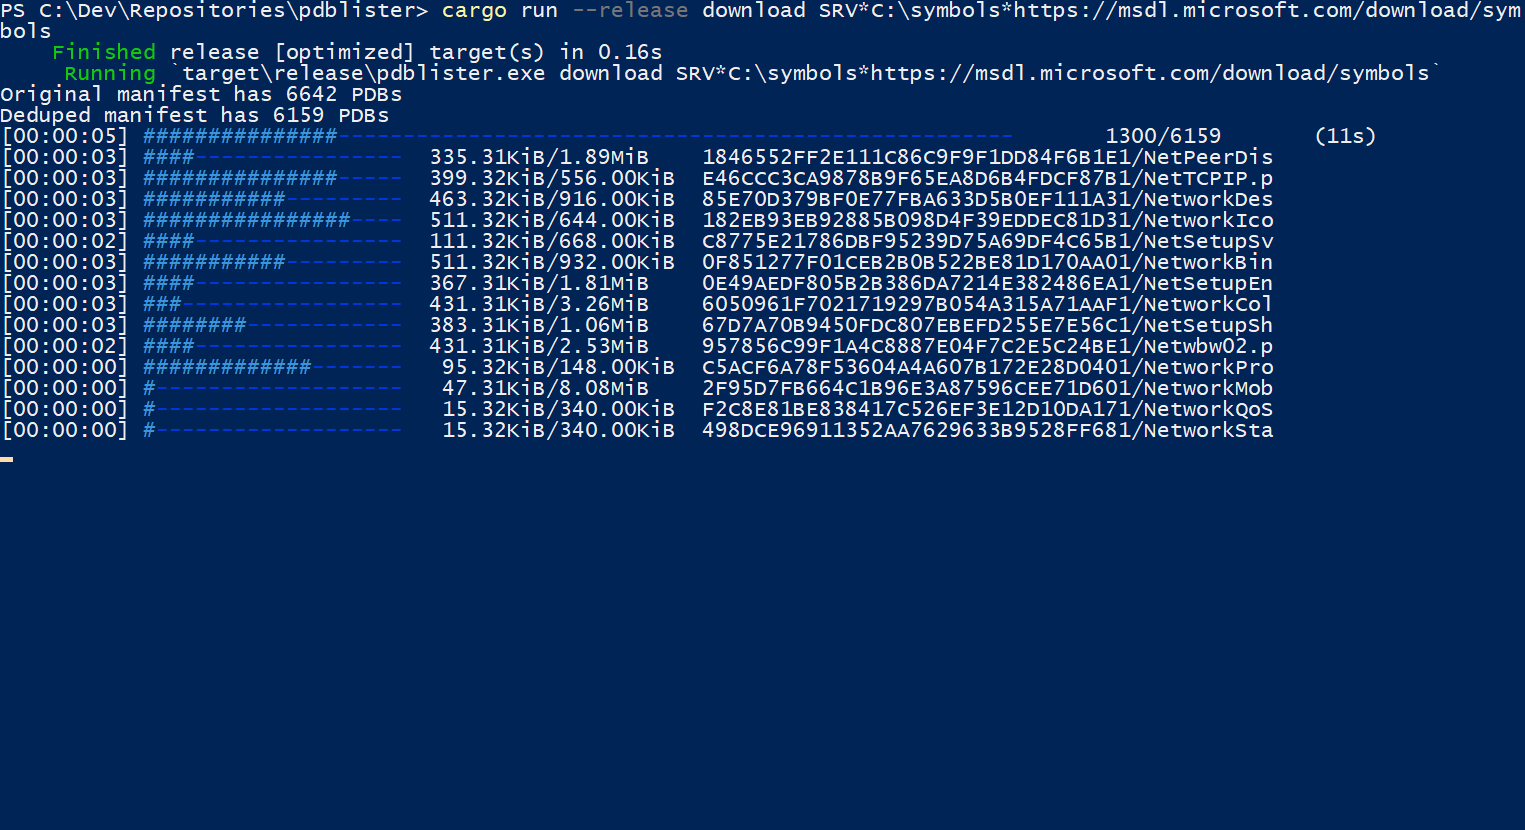 PS C:\Dev\Repositories\pdblister> cargo run --release download SRV*C:\symbols*https://msdl.microsoft.com/download/sym
bols
    Finished release [optimized] target(s) in 0.16s
     Running `target\release\pdblister.exe download SRV*C:\symbols*https://msdl.microsoft.com/download/symbols`
Original manifest has 6642 PDBs
Deduped manifest has 6159 PDBs
[00:00:05] ###############---------------------------------------------------- 1300/6159 (11s)
[00:00:03] ####---------------- 335.31KiB/1.89MiB 1846552FF2E111C86C9F9F1DD84F6B1E1/NetPeerDis
[00:00:03] ###############----- 399.32KiB/556.00KiB E46CCC3CA9878B9F65EA8D6B4FDCF87B1/NetTCPIP.p
[00:00:03] ###########--------- 463.32KiB/916.00KiB 85E70D379BF0E77FBA633D5B0EF111A31/NetworkDes
[00:00:03] ################---- 511.32KiB/644.00KiB 182EB93EB92885B098D4F39EDDEC81D31/NetworkIco
[00:00:02] ####---------------- 111.32KiB/668.00KiB C8775E21786DBF95239D75A69DF4C65B1/NetSetupSv
[00:00:03] ###########--------- 511.32KiB/932.00KiB 0F851277F01CEB2B0B522BE81D170AA01/NetworkBin
[00:00:03] ####---------------- 367.31KiB/1.81MiB 0E49AEDF805B2B386DA7214E382486EA1/NetSetupEn
[00:00:03] ###----------------- 431.31KiB/3.26MiB 6050961F7021719297B054A315A71AAF1/NetworkCol
[00:00:03] ########------------ 383.31KiB/1.06MiB 67D7A70B9450FDC807EBEFD255E7E56C1/NetSetupSh
[00:00:02] ####---------------- 431.31KiB/2.53MiB 957856C99F1A4C8887E04F7C2E5C24BE1/Netwbw02.p
[00:00:00] #############------- 95.32KiB/148.00KiB C5ACF6A78F53604A4A607B172E28D0401/NetworkPro
[00:00:00] #------------------- 47.31KiB/8.08MiB 2F95D7FB664C1B96E3A87596CEE71D601/NetworkMob
[00:00:00] #------------------- 15.32KiB/340.00KiB F2C8E81BE838417C526EF3E12D10DA171/NetworkQoS
[00:00:00] #------------------- 15.32KiB/340.00KiB 498DCE96911352AA7629633B9528FF681/NetworkSta